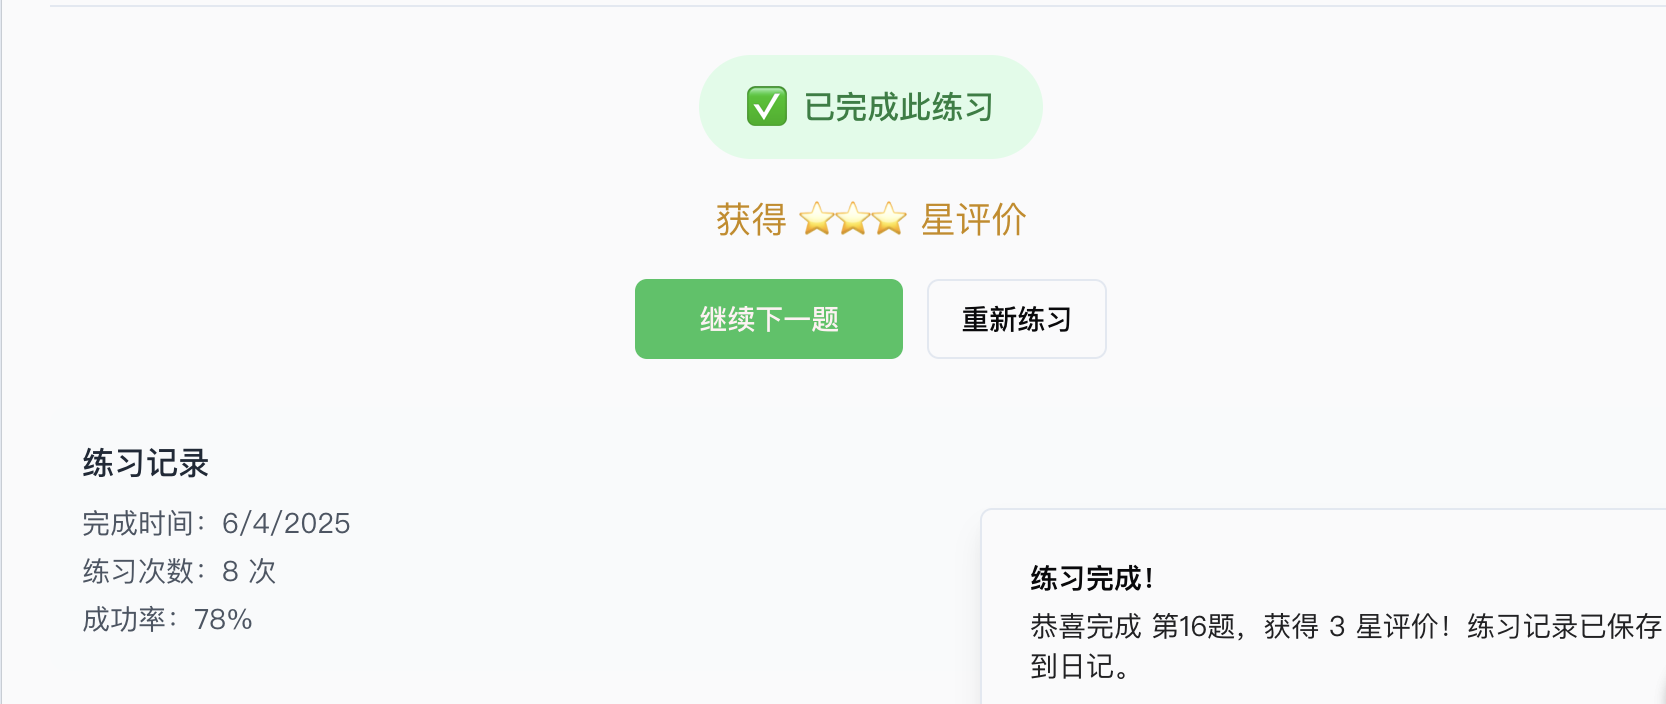 ✅ 已完成此练习
获得 ⭐⭐⭐ 星评价
继续下一题
重新练习
练习记录
完成时间：6/4/2025
练习次数：8 次
成功率：78%
练习完成！
恭喜完成 第16题，获得 3 星评价！练习记录已保存
到日记。